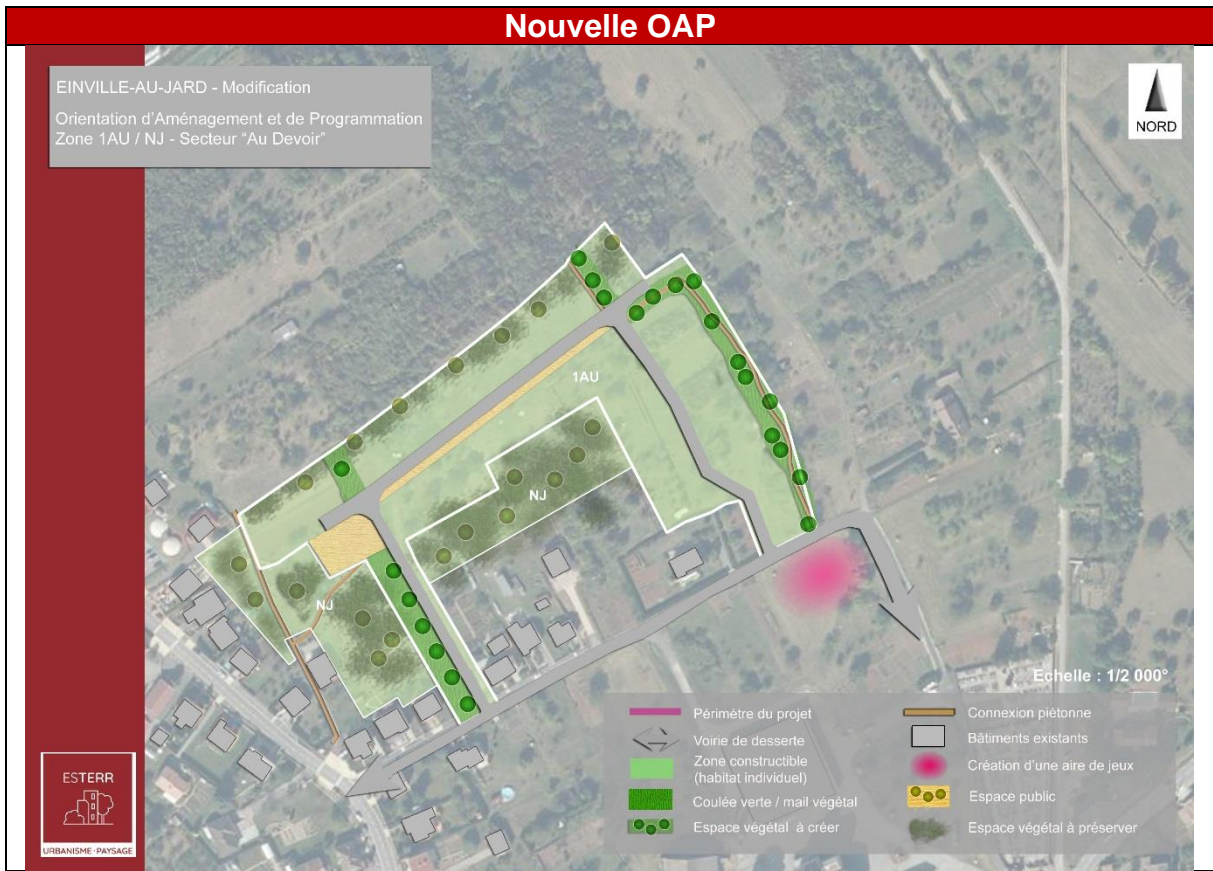 Nouvelle OAP
EINVILLE-AU-JARD - Modification
Orientation d'Aménagement et de Programmation
Zone 1AU / NJ - Secteur "Au Devoir"
NORD
1AU
NJ
NJ
Echelle : 1/2 000°
Périmètre du projet
Voirie de desserte
Zone constructible
(habitat individuel)
Coulée verte / mail végétal
Espace végétal à créer
Connexion piétonne
Bâtiments existants
Création d'une aire de jeux
Espace public
Espace végétal à préserver
ESTERR
URBANISME·PAYSAGE